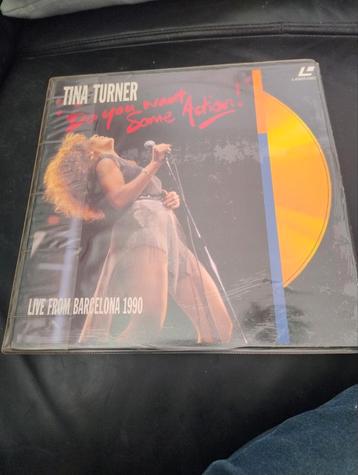 TINA TURNER
"Do you want
Some Action!"
LIVE FROM BARCELONA 1990